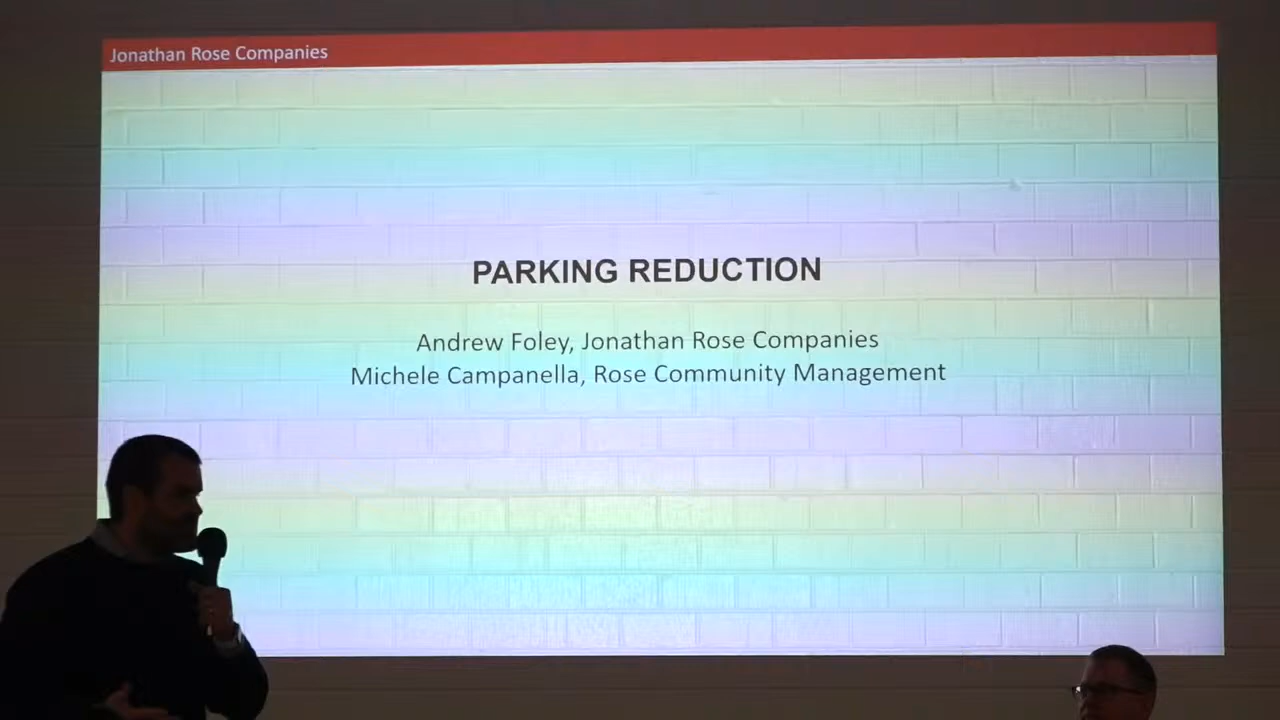 Jonathan Rose Companies
PARKING REDUCTION
Andrew Foley, Jonathan Rose Companies
Michele Campanella, Rose Community Management